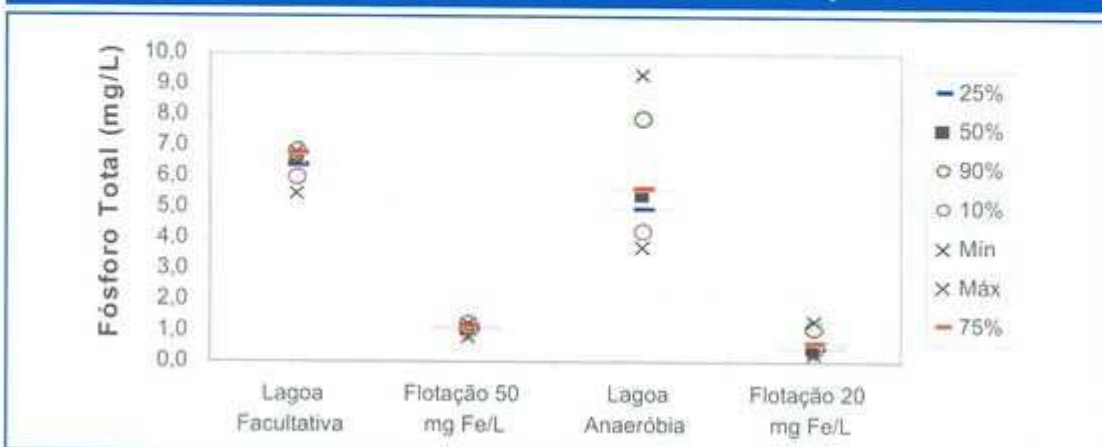 Fósforo Total (mg/L)
10,0
9,0
8,0
7,0
6,0
5,0
4,0
3,0
2,0
1,0
0,0
Lagoa
Facultativa
Flotação 50
mg Fe/L
Lagoa
Anaeróbia
Flotação 20
mg Fe/L
25%
50%
90%
10%
Mín
Máx
75%